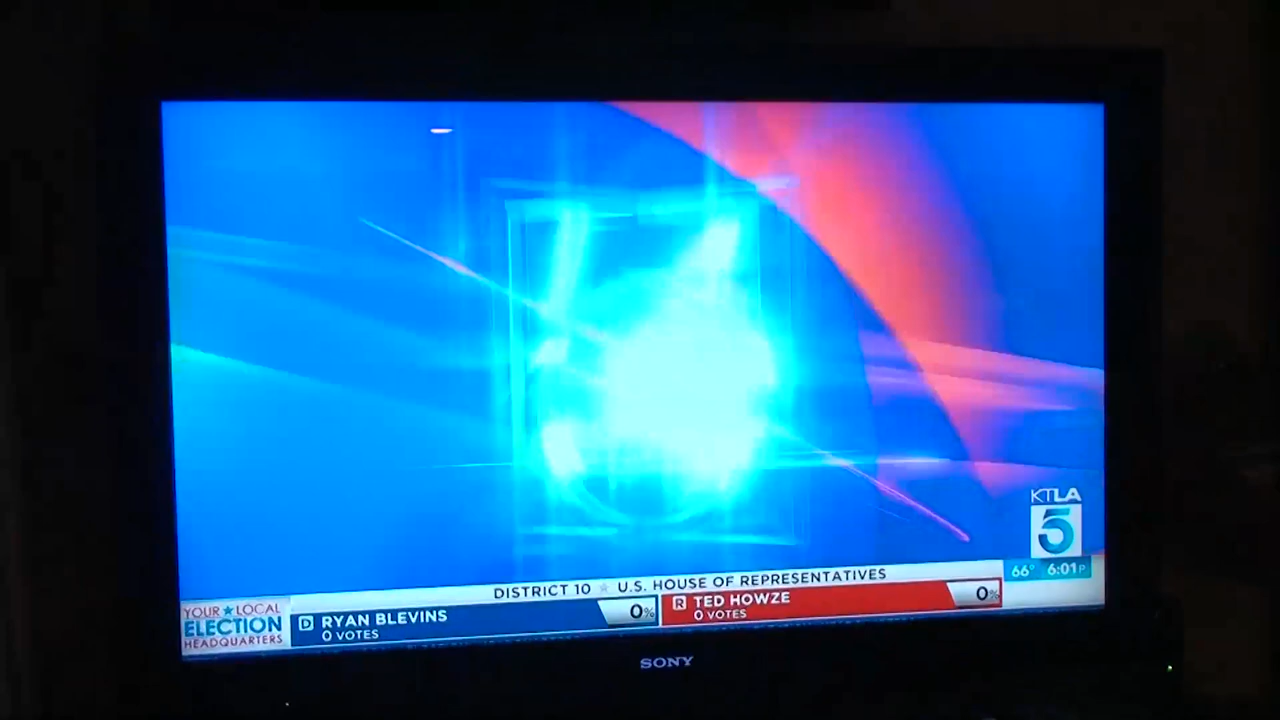 KTLA
5
66° 6:01P
DISTRICT 10 ★ U.S. HOUSE OF REPRESENTATIVES
YOUR★LOCAL
ELECTION
HEADQUARTERS
D RYAN BLEVINS 0%
0 VOTES
R TED HOWZE 0%
0 VOTES
SONY